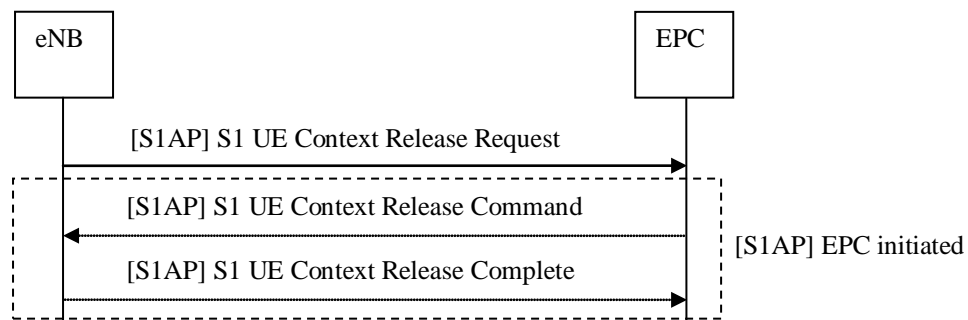 eNB
EPC
[S1AP] S1 UE Context Release Request
[S1AP] S1 UE Context Release Command
[S1AP] EPC initiated
[S1AP] S1 UE Context Release Complete